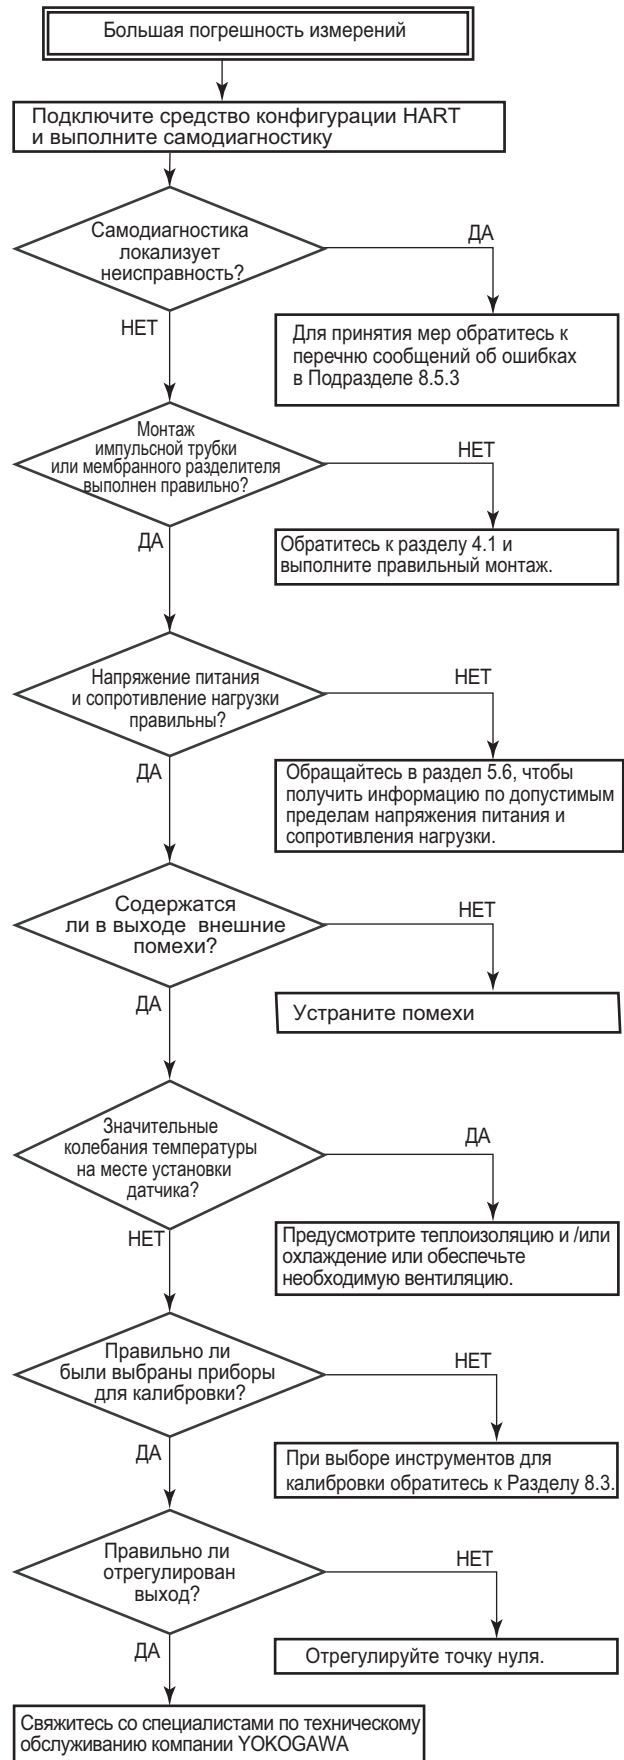 Большая погрешность измерений
Подключите средство конфигурации HART
и выполните самодиагностику
Самодиагностика
локализует
неисправность?
ДА
НЕТ
Для принятия мер обратитесь к
перечню сообщений об ошибках
в Подразделе 8.5.3
Монтаж
импульсной трубки
или мембранного разделителя
выполнен правильно?
НЕТ
ДА
Обратитесь к разделу 4.1 и
выполните правильный монтаж.
Напряжение питания
и сопротивление нагрузки
правильны?
НЕТ
ДА
Обращайтесь в раздел 5.6, чтобы
получить информацию по допустимым
пределам напряжения питания и
сопротивления нагрузки.
Содержатся
ли в выходе внешние
помехи?
НЕТ
ДА
Устраните помехи
Значительные
колебания температуры
на месте установки
датчика?
ДА
НЕТ
Предусмотрите теплоизоляцию и /или
охлаждение или обеспечьте
необходимую вентиляцию.
Правильно ли
были выбраны приборы
для калибровки?
НЕТ
ДА
При выборе инструментов для
калибровки обратитесь к Разделу 8.3.
Правильно ли
отрегулирован
выход?
НЕТ
ДА
Отрегулируйте точку нуля.
Свяжитесь со специалистами по техническому
обслуживанию компании YOKOGAWA